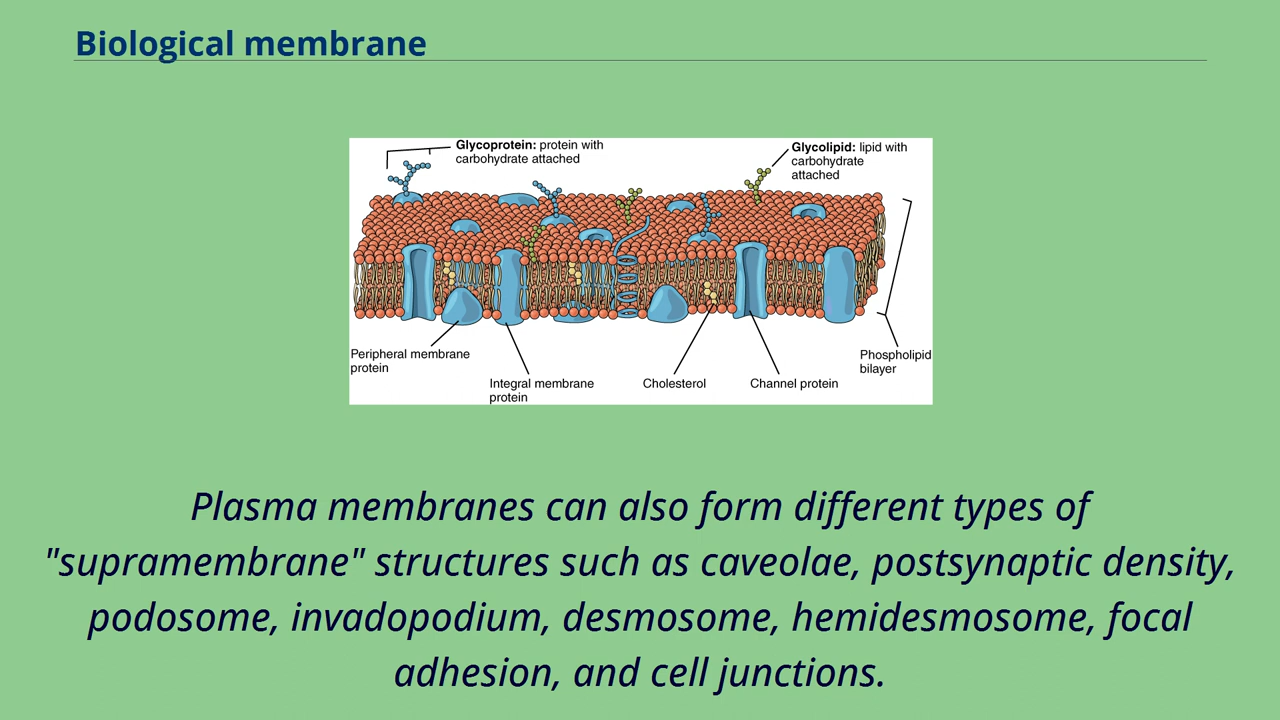 Biological membrane
Glycoprotein: protein with
carbohydrate attached
Glycolipid: lipid with
carbohydrate
attached
Peripheral membrane
protein
Integral membrane
protein
Cholesterol
Channel protein
Phospholipid
bilayer
Plasma membranes can also form different types of
"supramembrane" structures such as caveolae, postsynaptic density,
podosome, invadopodium, desmosome, hemidesmosome, focal
adhesion, and cell junctions.